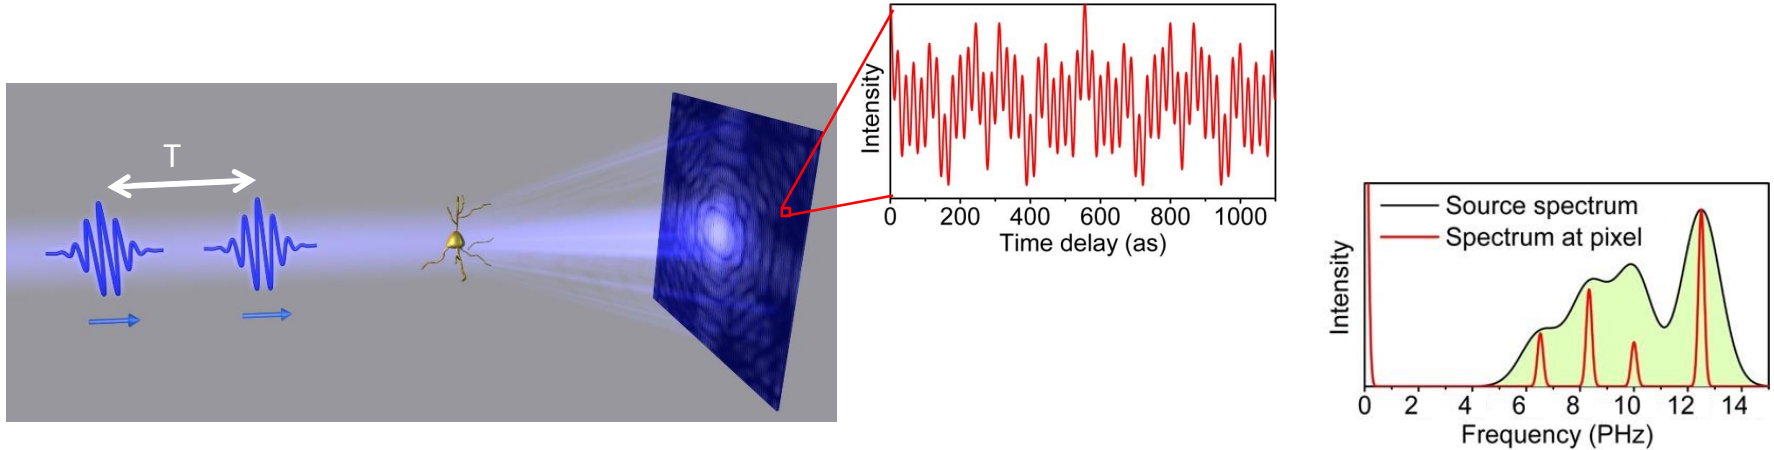 T
Intensity
0 200 400 600 800 1000
Time delay (as)
Source spectrum
Spectrum at pixel
Intensity
0 2 4 6 8 10 12 14
Frequency (PHz)